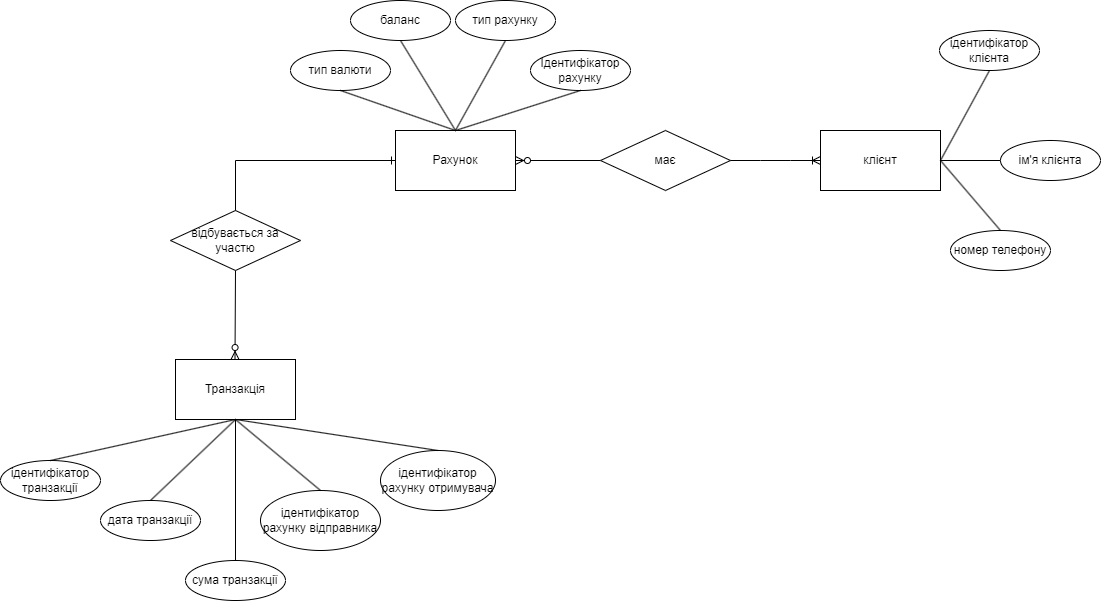 баланс
тип рахунку
тип валюти
ідентифікатор
рахунку
ідентифікатор
клієнта
Рахунок
має
клієнт
ім'я клієнта
відбувається за
участю
номер телефону
Транзакція
ідентифікатор
транзакції
дата транзакції
сума транзакції
ідентифікатор
рахунку відправника
ідентифікатор
рахунку отримувача